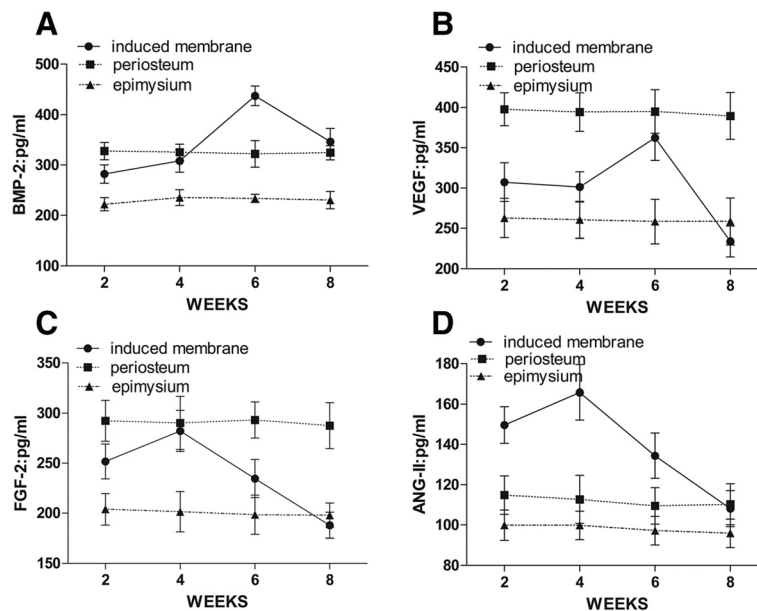 A
induced membrane
periosteum
epimysium
500
400
300
200
100
BMP-2:pg/ml
2 4 6 8
WEEKS
B
induced membrane
periosteum
epimysium
450
400
350
300
250
200
VEGF:pg/ml
2 4 6 8
WEEKS
C
induced membrane
periosteum
epimysium
350
300
250
200
150
FGF-2:pg/ml
2 4 6 8
WEEKS
D
induced membrane
periosteum
epimysium
180
160
140
120
100
80
ANG-II:pg/ml
2 4 6 8
WEEKS